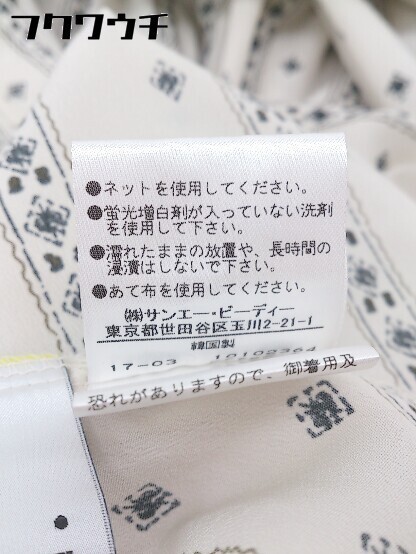 フクワウチ
●ネットを使用してください。
●蛍光増白剤が入っていない洗剤
を使用して下さい。
●濡れたままの放置や、長時間の
浸漬はしないで下さい。
●あて布を使用してください。
㈱サンエー・ビーディー
東京都世田谷区玉川2-21-1
17-03
恐れがありますので、御着用及